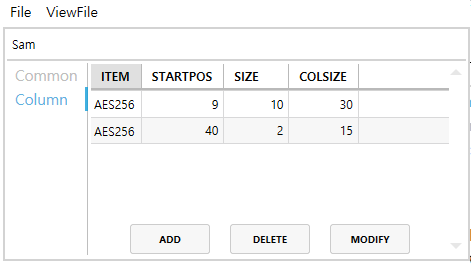 File ViewFile
Sam
Common
Column
ITEM STARTPOS SIZE COLSIZE
AES256 9 10 30
AES256 40 2 15
ADD DELETE MODIFY